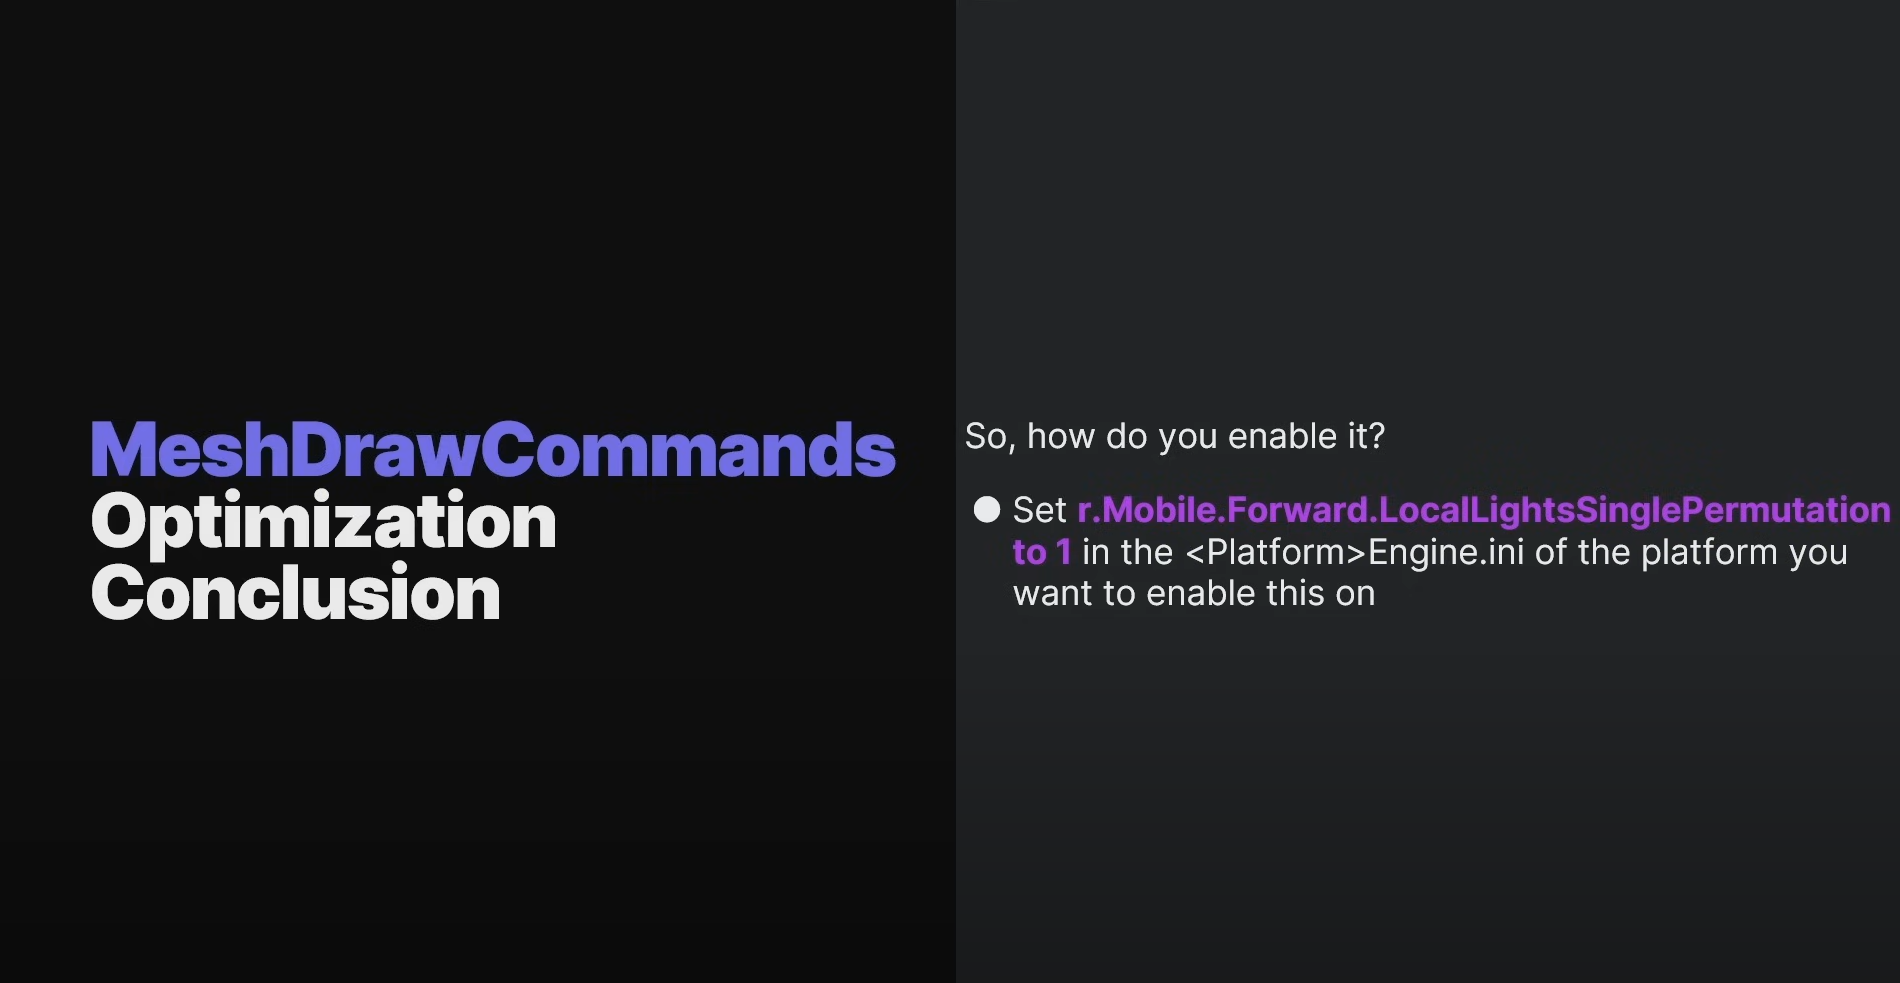 MeshDrawCommands
Optimization
Conclusion
So, how do you enable it?
● Set r.Mobile.Forward.LocalLightsSinglePermutation
to 1 in the <Platform>Engine.ini of the platform you
want to enable this on